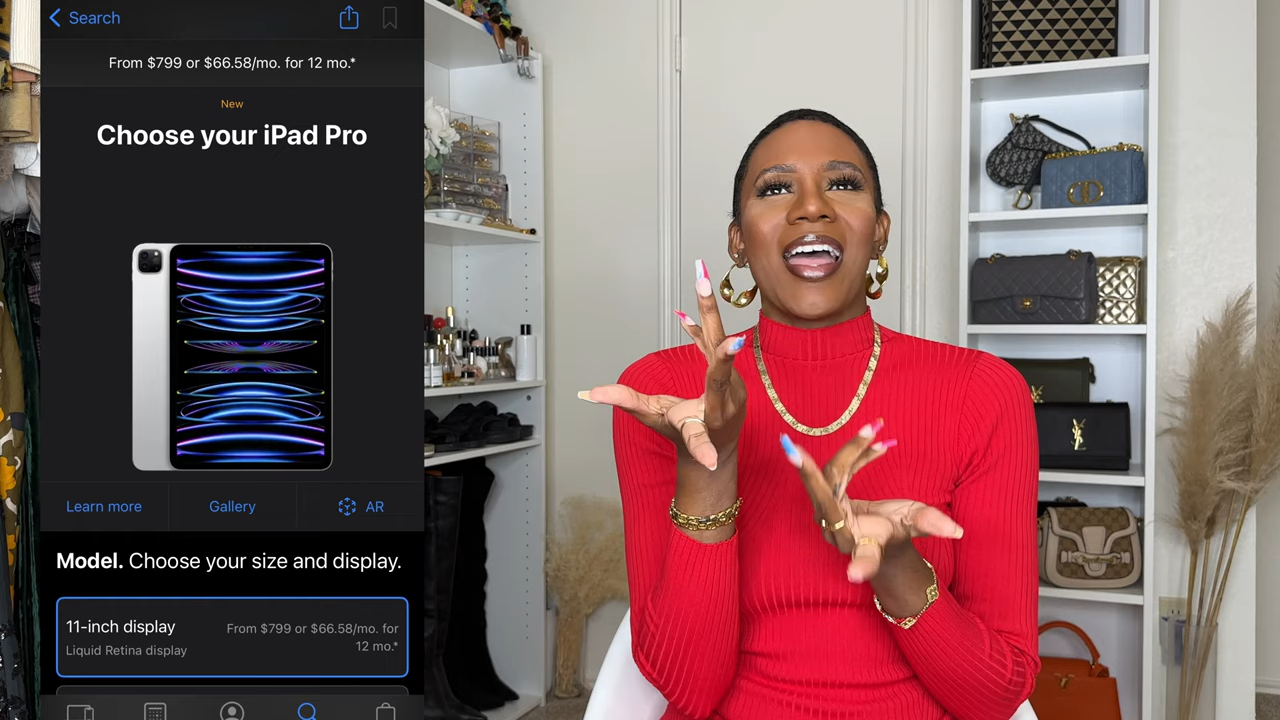 Search
From $799 or $66.58/mo. for 12 mo.*
New
Choose your iPad Pro
Learn more
Gallery
AR
Model. Choose your size and display.
11-inch display
From $799 or $66.58/mo. for
12 mo.*
Liquid Retina display